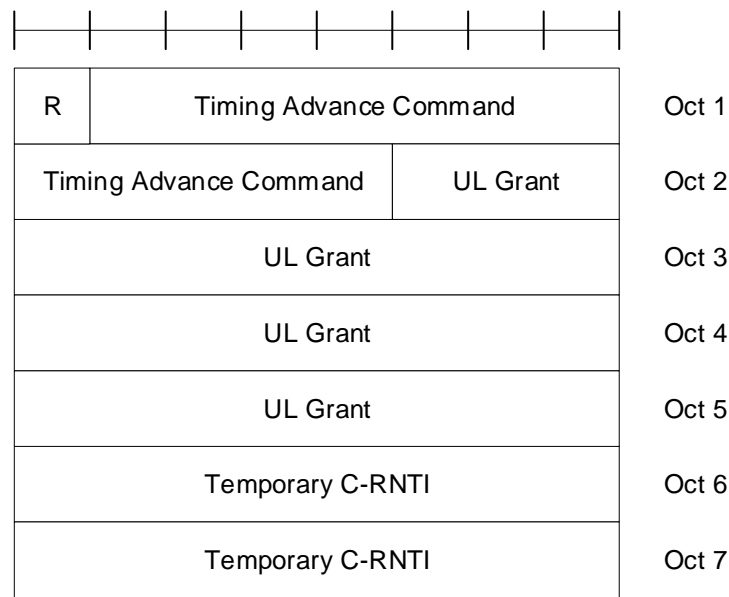 R Timing Advance Command Oct 1
Timing Advance Command UL Grant Oct 2
UL Grant Oct 3
UL Grant Oct 4
UL Grant Oct 5
Temporary C-RNTI Oct 6
Temporary C-RNTI Oct 7